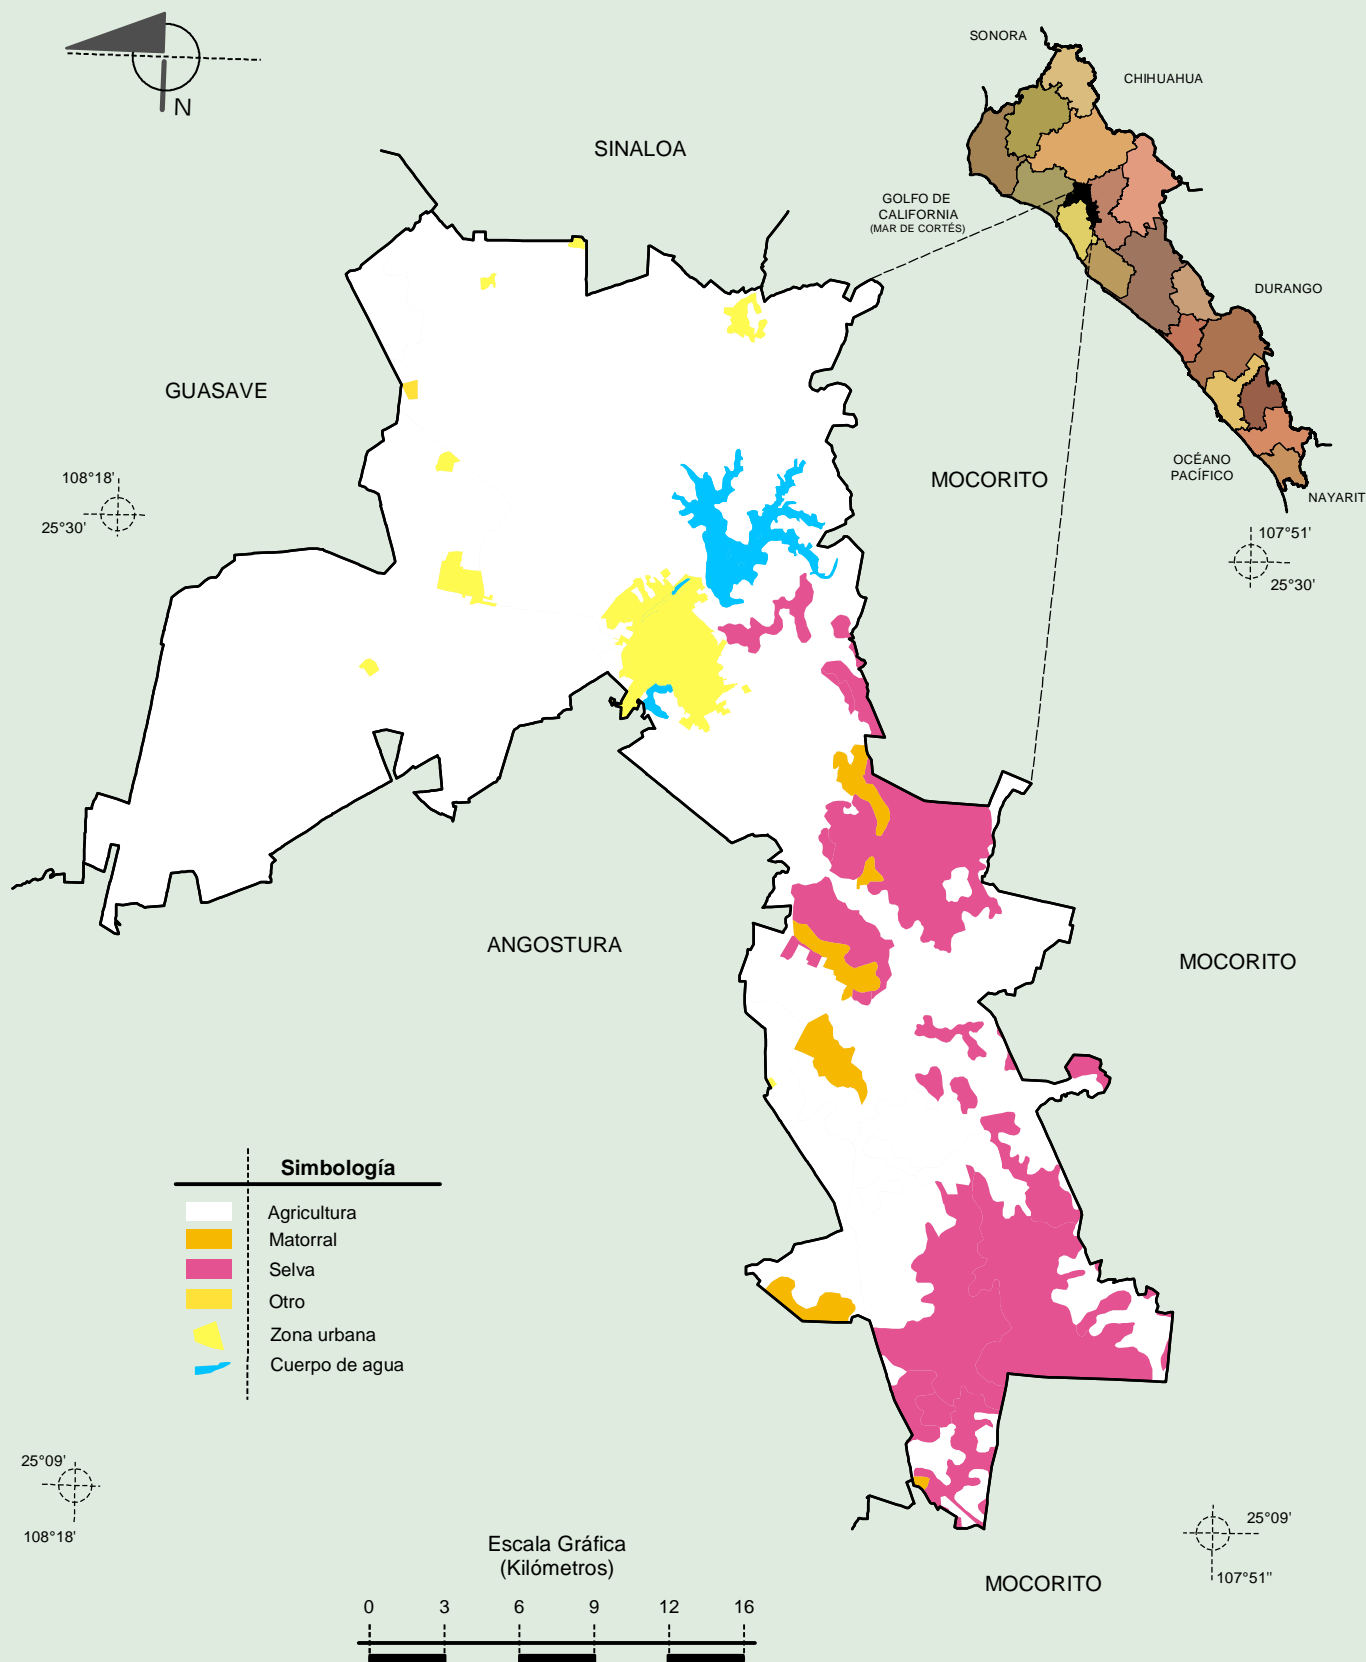 N
SONORA
CHIHUAHUA
SINALOA
GOLFO DE
CALIFORNIA
(MAR DE CORTÉS)
DURANGO
GUASAVE
OCÉANO
PACÍFICO
NAYARIT
MOCORITO
108°18'
25°30'
107°51'
25°30'
ANGOSTURA
MOCORITO
Simbología
Agricultura
Matorral
Selva
Otro
Zona urbana
Cuerpo de agua
25°09'
108°18'
25°09'
107°51"
Escala Gráfica
(Kilómetros)
MOCORITO
0 3 6 9 12 16